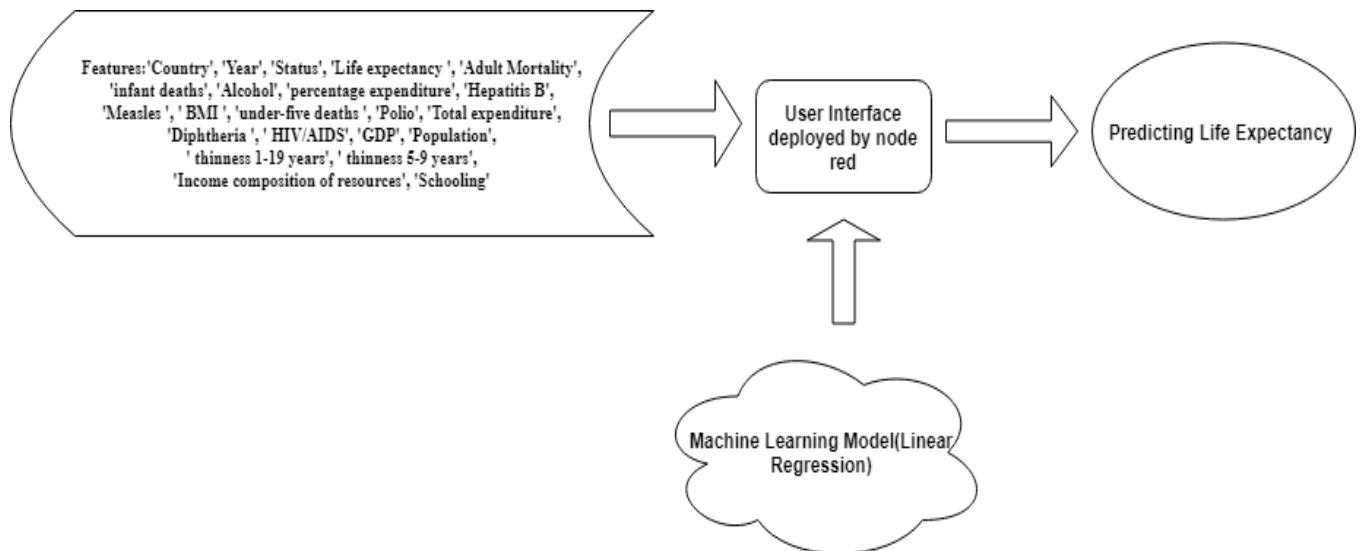 Features:'Country', 'Year', 'Status', 'Life expectancy ', 'Adult Mortality',
'infant deaths', 'Alcohol', 'percentage expenditure', 'Hepatitis B',
'Measles ', ' BMI ', 'under-five deaths ', 'Polio', 'Total expenditure',
'Diphtheria ', ' HIV/AIDS', 'GDP', 'Population',
' thinness 1-19 years', ' thinness 5-9 years',
'Income composition of resources', 'Schooling'
User Interface
deployed by node
red
Predicting Life Expectancy
Machine Learning Model(Linear
Regression)